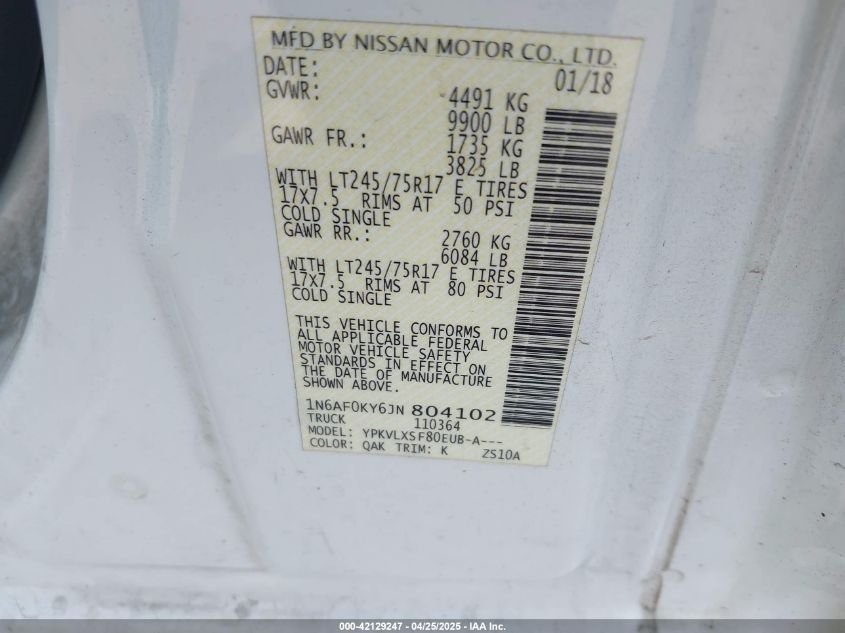 MFD BY NISSAN MOTOR CO., LTD.
DATE: 01/18
GVWR: 4491 KG
9900 LB
GAWR FR.: 1735 KG
3825 LB
WITH LT245/75R17 E TIRES
17X7.5 RIMS AT 50 PSI
COLD SINGLE
GAWR RR.: 2760 KG
6084 LB
WITH LT245/75R17 E TIRES
17X7.5 RIMS AT 80 PSI
COLD SINGLE
THIS VEHICLE CONFORMS TO
ALL APPLICABLE FEDERAL
MOTOR VEHICLE SAFETY
STANDARDS IN EFFECT ON
THE DATE OF MANUFACTURE
SHOWN ABOVE.
1N6AF0KY6JN 804102
TRUCK 110364
MODEL: YPKVLXSF80EUB-A---
COLOR: QAK TRIM: K ZS10A
000-42129247 - 04/25/2025 - IAA Inc.